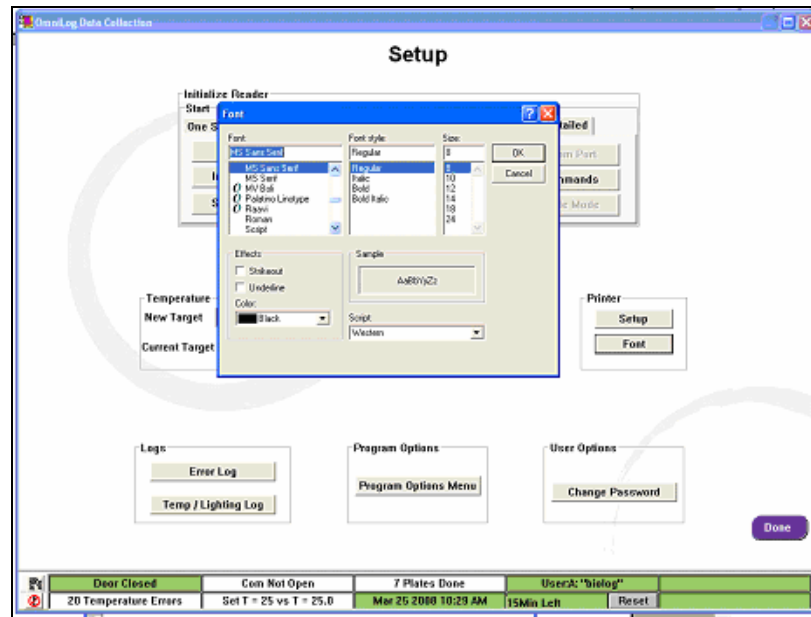 OmniLog Data Collection
Setup
Initialize Reader
Start
One S
ailed
Font
Font:
Font style:
Size:
MS Sans Serif
Regular
8
OK
MS Sans Serif
Regular
8
Cancel
MS Serif
Italic
10
mmands
MV Boli
Bold
12
Palatino Linotype
Bold Italic
14
e Mode
Raavi
18
Roman
24
Script
Effects
Sample
Strikeout
AaBbYyZz
Underline
Color:
Black
Script:
Western
Temperature
New Target
Current Target
Printer
Setup
Font
Logs
Error Log
Temp / Lighting Log
Program Options
Program Options Menu
User Options
Change Password
Done
Door Closed
Com Not Open
7 Plates Done
User:A: "biolog"
20 Temperature Errors
Set T = 25 vs T = 25.0
Mar 25 2008 10:29 AM
15Min Left
Reset